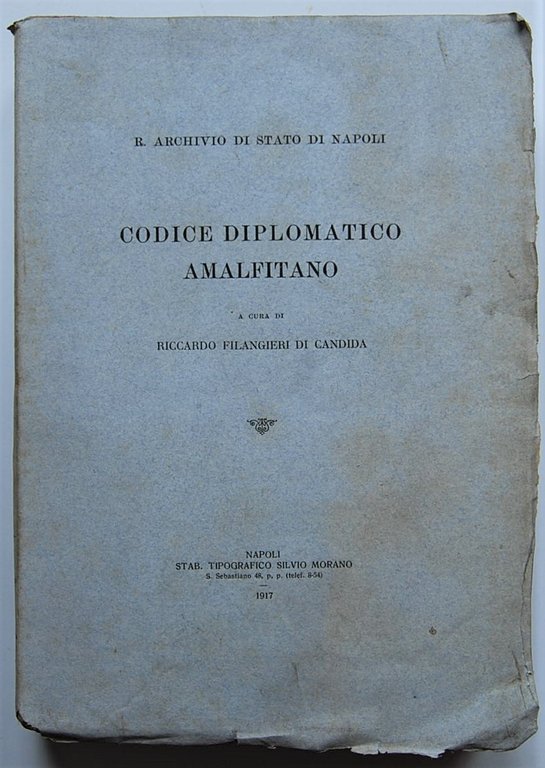 R. ARCHIVIO DI STATO DI NAPOLI
CODICE DIPLOMATICO
AMALFITANO
A CURA DI
RICCARDO FILANGIERI DI CANDIDA
NAPOLI
STAB. TIPOGRAFICO SILVIO MORANO
S. Sebastiano 48, p. p. (telef. 8-54)
1917